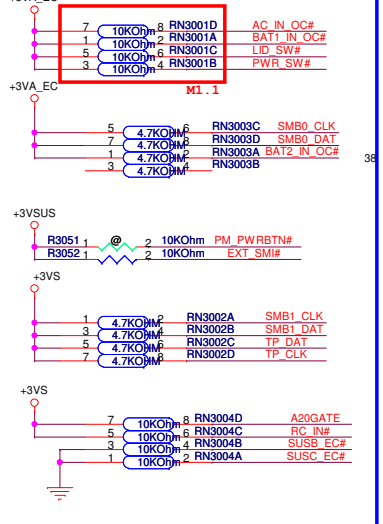 +3VA_EC
7 10KOhm 8 RN3001D AC_IN_OC#
1 10KOhm 2 RN3001A BAT1_IN_OC#
5 10KOhm 6 RN3001C LID_SW#
3 10KOhm 4 RN3001B PWR_SW#
M1.1
+3VA_EC
5 4.7KOHM 6 RN3003C SMB0_CLK
7 4.7KOHM 8 RN3003D SMB0_DAT
1 4.7KOHM 2 RN3003A BAT2_IN_OC#
3 4.7KOHM 4 RN3003B
38
+3VSUS
R3051 1 @ 2 10KOhm PM_PWRBTN#
R3052 1 2 10KOhm EXT_SMI#
+3VS
1 4.7KOHM 2 RN3002A SMB1_CLK
3 4.7KOHM 4 RN3002B SMB1_DAT
5 4.7KOHM 6 RN3002C TP_DAT
7 4.7KOHM 8 RN3002D TP_CLK
+3VS
7 10KOhm 8 RN3004D A20GATE
5 10KOhm 6 RN3004C RC_IN#
3 10KOhm 4 RN3004B SUSB_EC#
1 10KOhm 2 RN3004A SUSC_EC#